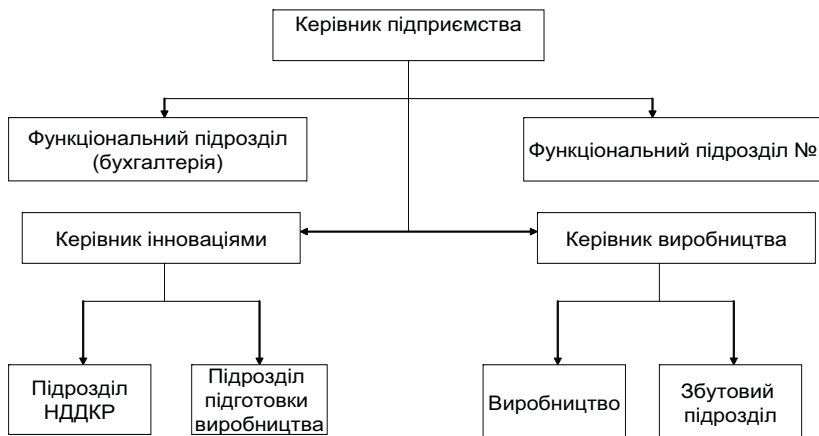 Керівник підприємства
Функціональний підрозділ
(бухгалтерія)
Функціональний підрозділ №
Керівник інноваціями
Керівник виробництва
Підрозділ
НДДКР
Підрозділ
підготовки
виробництва
Виробництво
Збутовий
підрозділ